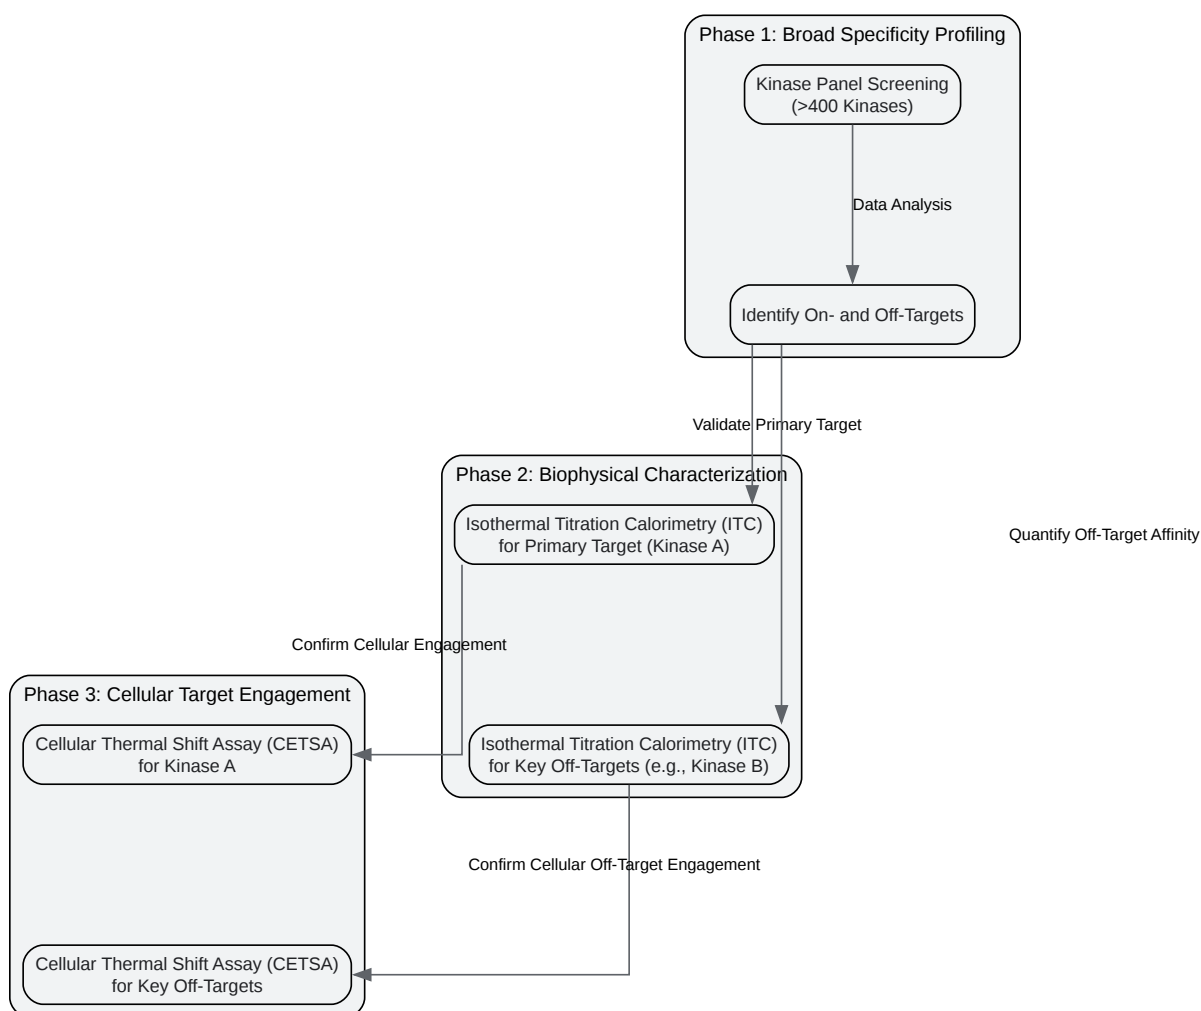 Phase 1: Broad Specificity Profiling
Kinase Panel Screening
(>400 Kinases)
Data Analysis
Identify On- and Off-Targets
Validate Primary Target
Phase 2: Biophysical Characterization
Isothermal Titration Calorimetry (ITC)
for Primary Target (Kinase A)
Quantify Off-Target Affinity
Confirm Cellular Engagement
Phase 3: Cellular Target Engagement
Cellular Thermal Shift Assay (CETSA)
for Kinase A
Isothermal Titration Calorimetry (ITC)
for Key Off-Targets (e.g., Kinase B)
Confirm Cellular Off-Target Engagement
Cellular Thermal Shift Assay (CETSA)
for Key Off-Targets